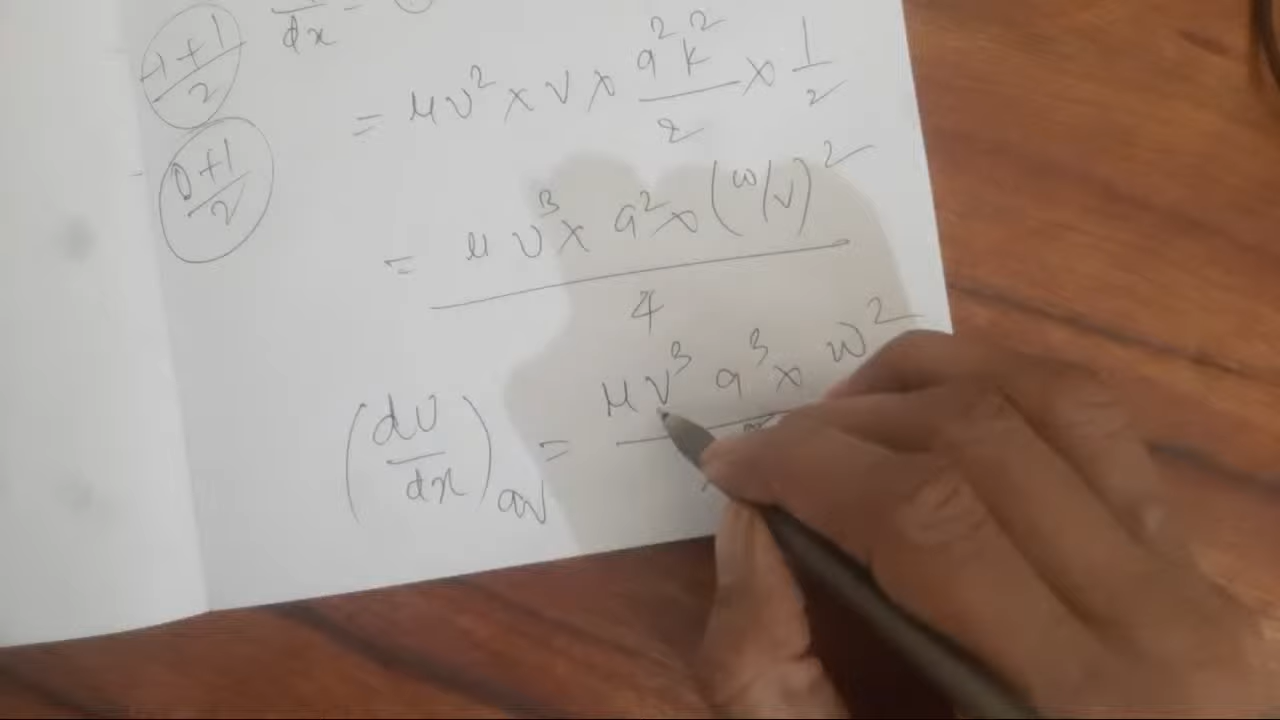 -1+1/2
dx =
0+1/2
= μv² × v × a²k²/2 × 1/2
= μv³ × a² × (ω/v)²/4
(dU/dx)av = μv³ a³ × ω²